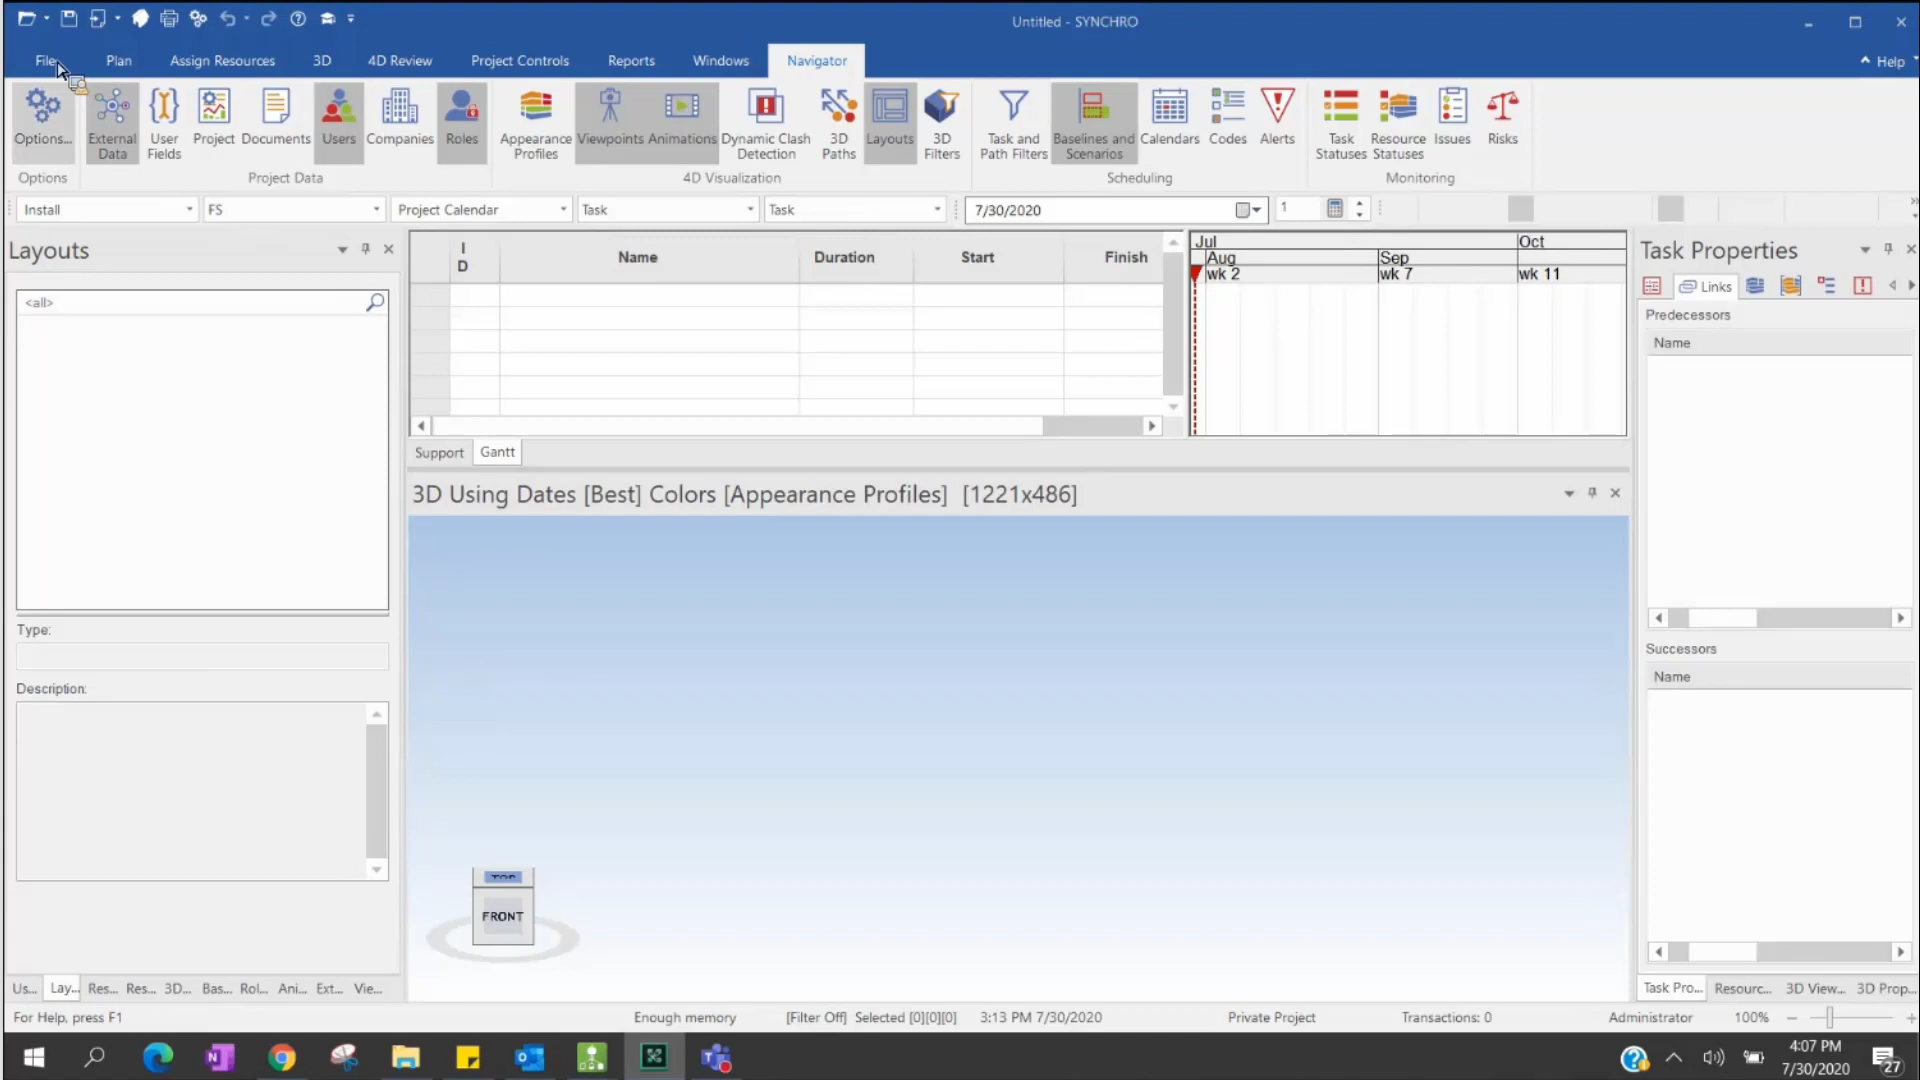 Untitled - SYNCHRO
File Plan Assign Resources 3D 4D Review Project Controls Reports Windows Navigator Help
Options... External Data User Fields Project Documents Users Companies Roles Appearance Profiles Viewpoints Animations Dynamic Clash Detection 3D Paths Layouts 3D Filters Task and Path Filters Baselines and Scenarios Calendars Codes Alerts Task Statuses Resource Statuses Issues Risks
Options Project Data 4D Visualization Scheduling Monitoring
Install FS Project Calendar Task Task 7/30/2020 1
Layouts
<all>
Type:
Description:
Us... Lay... Res... Res... 3D... Bas... Rol... Ani... Ext... Vie...
ID Name Duration Start Finish
Jul Oct
Aug Sep
wk 2 wk 7 wk 11
Support Gantt
3D Using Dates [Best] Colors [Appearance Profiles] [1221x486]
TOP
FRONT
Task Properties
Links
Predecessors
Name
Successors
Name
Task Pro... Resourc... 3D View... 3D Prop...
For Help, press F1 Enough memory [Filter Off] Selected [0][0][0] 3:13 PM 7/30/2020 Private Project Transactions: 0 Administrator 100%
4:07 PM
7/30/2020
27